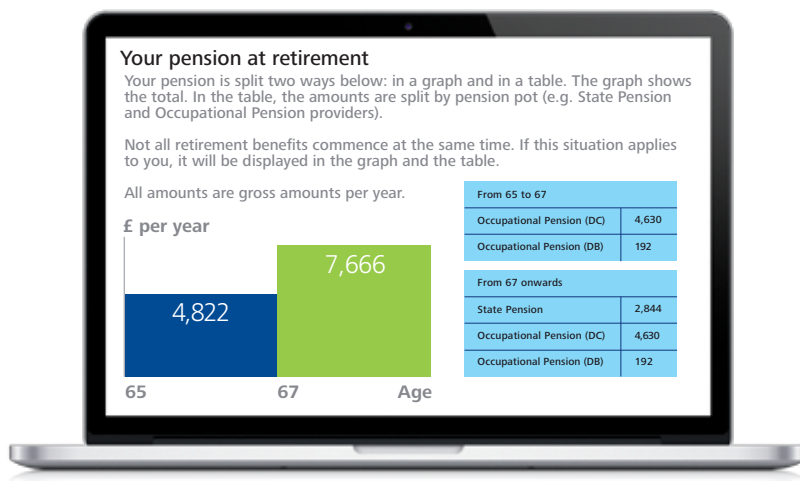 Your pension at retirement
Your pension is split two ways below: in a graph and in a table. The graph shows
the total. In the table, the amounts are split by pension pot (e.g. State Pension
and Occupational Pension providers).
Not all retirement benefits commence at the same time. If this situation applies
to you, it will be displayed in the graph and the table.
All amounts are gross amounts per year.
£ per year
4,822
7,666
65
67
Age
From 65 to 67
Occupational Pension (DC) 4,630
Occupational Pension (DB) 192
From 67 onwards
State Pension 2,844
Occupational Pension (DC) 4,630
Occupational Pension (DB) 192